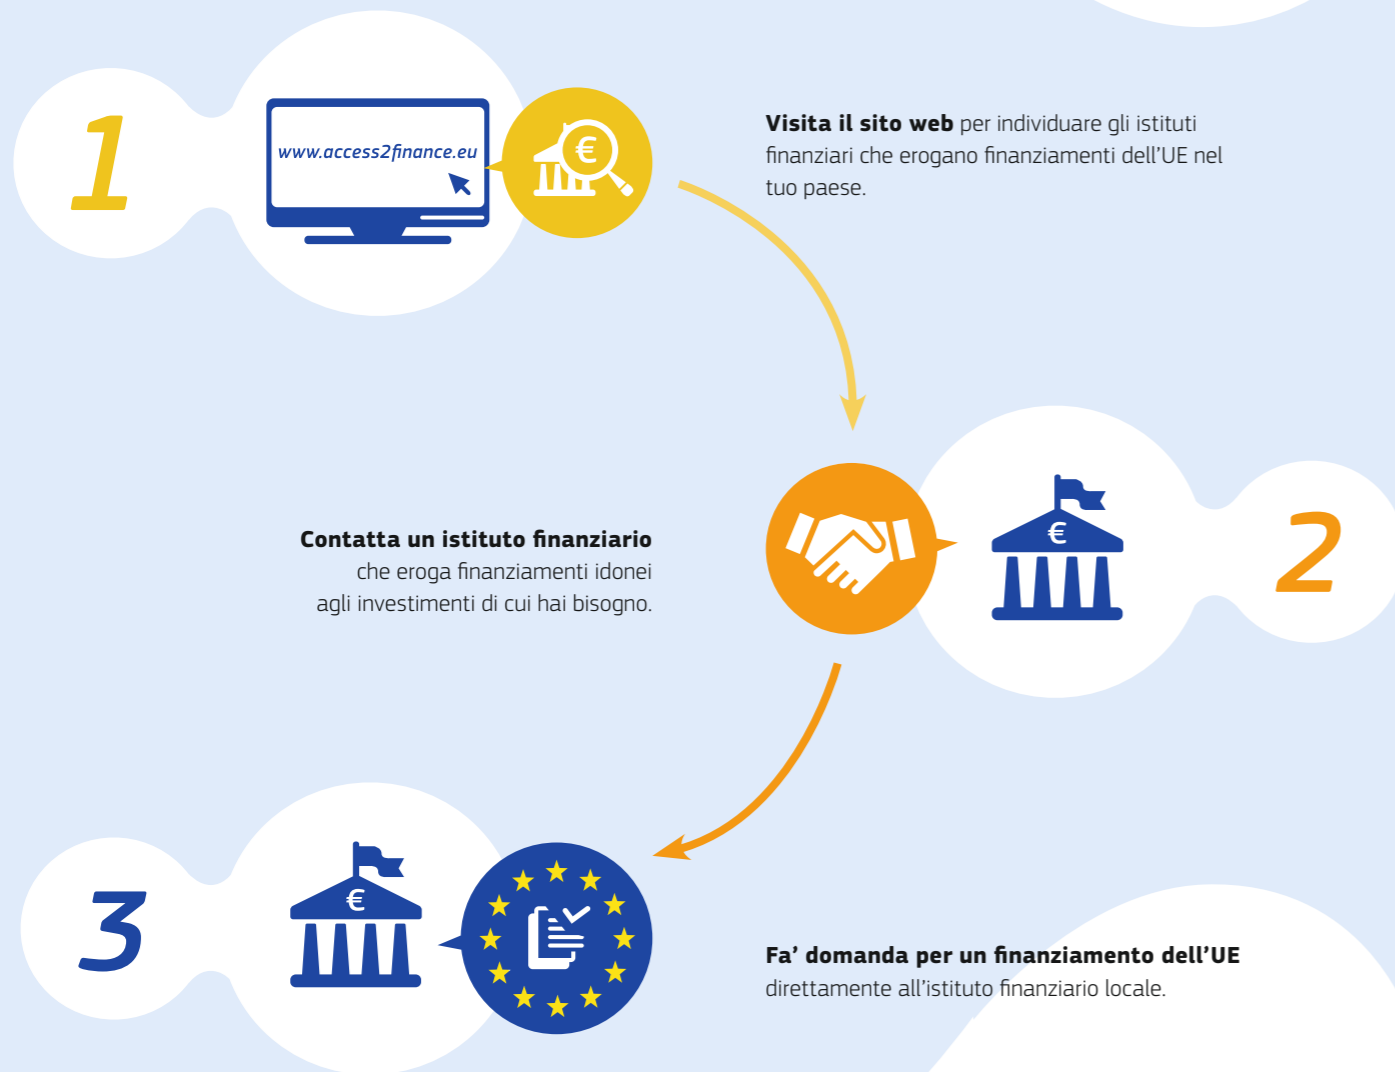 1
www.access2finance.eu
€
Visita il sito web per individuare gli istituti
finanziari che erogano finanziamenti dell’UE nel
tuo paese.
Contatta un istituto finanziario
che eroga finanziamenti idonei
agli investimenti di cui hai bisogno.
€
2
3
€
Fa’ domanda per un finanziamento dell’UE
direttamente all’istituto finanziario locale.